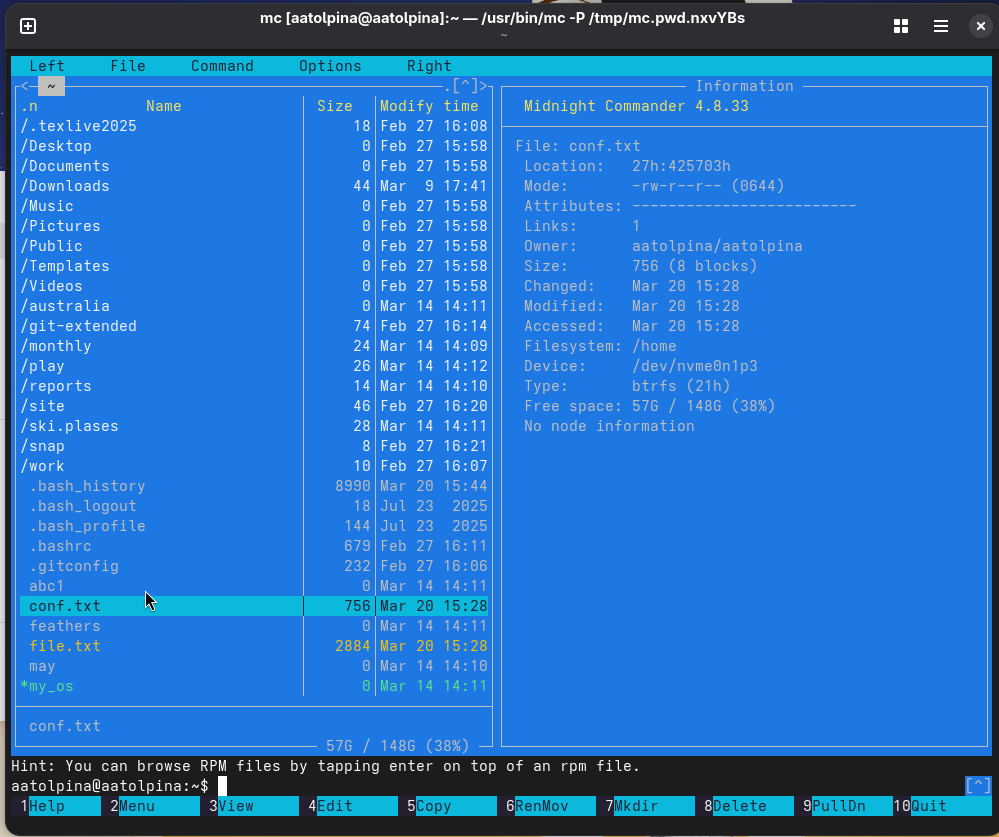 mc [aatolpina@aatolpina]:~ — /usr/bin/mc -P /tmp/mc.pwd.nxvYBs
~
Left File Command Options Right
<─ ~ ─.[^]>
.n Name Size Modify time
/.texlive2025 18 Feb 27 16:08
/Desktop 0 Feb 27 15:58
/Documents 0 Feb 27 15:58
/Downloads 44 Mar 9 17:41
/Music 0 Feb 27 15:58
/Pictures 0 Feb 27 15:58
/Public 0 Feb 27 15:58
/Templates 0 Feb 27 15:58
/Videos 0 Feb 27 15:58
/australia 0 Mar 14 14:11
/git-extended 74 Feb 27 16:14
/monthly 24 Mar 14 14:09
/play 26 Mar 14 14:12
/reports 14 Mar 14 14:10
/site 46 Feb 27 16:20
/ski.plases 28 Mar 14 14:11
/snap 8 Feb 27 16:21
/work 10 Feb 27 16:07
.bash_history 8990 Mar 20 15:44
.bash_logout 18 Jul 23 2025
.bash_profile 144 Jul 23 2025
.bashrc 679 Feb 27 16:11
.gitconfig 232 Feb 27 16:06
abc1 0 Mar 14 14:11
conf.txt 756 Mar 20 15:28
feathers 0 Mar 14 14:11
file.txt 2884 Mar 20 15:28
may 0 Mar 14 14:10
*my_os 0 Mar 14 14:11
conf.txt
57G / 148G (38%)
Information
Midnight Commander 4.8.33
File: conf.txt
Location: 27h:425703h
Mode: -rw-r--r-- (0644)
Attributes: -------------------------
Links: 1
Owner: aatolpina/aatolpina
Size: 756 (8 blocks)
Changed: Mar 20 15:28
Modified: Mar 20 15:28
Accessed: Mar 20 15:28
Filesystem: /home
Device: /dev/nvme0n1p3
Type: btrfs (21h)
Free space: 57G / 148G (38%)
No node information
Hint: You can browse RPM files by tapping enter on top of an rpm file.
aatolpina@aatolpina:~$ [^]
1Help 2Menu 3View 4Edit 5Copy 6RenMov 7Mkdir 8Delete 9PullDn 10Quit